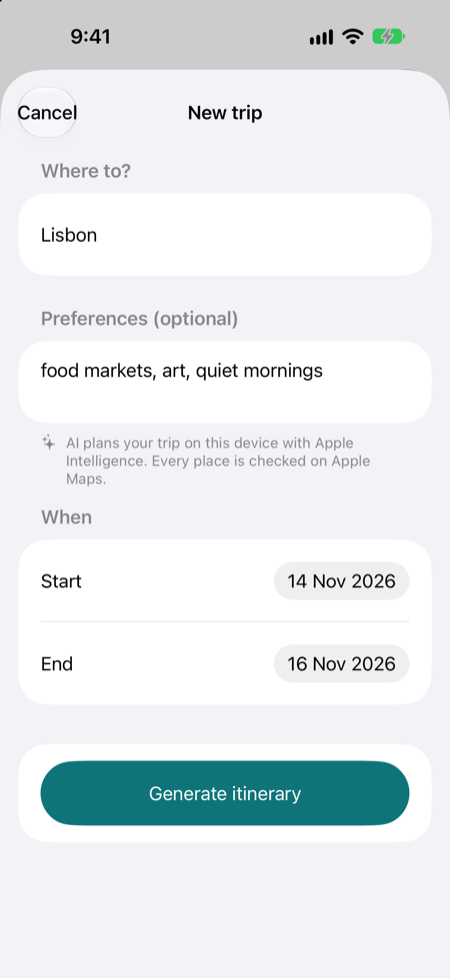 9:41
Cancel
New trip
Where to?
Lisbon
Preferences (optional)
food markets, art, quiet mornings
AI plans your trip on this device with Apple
Intelligence. Every place is checked on Apple
Maps.
When
Start
14 Nov 2026
End
16 Nov 2026
Generate itinerary